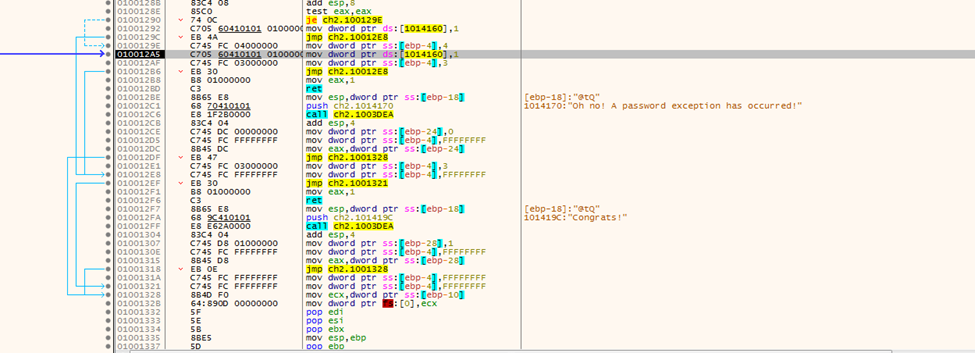 0100128B 83C4 08 add esp,8
0100128E 85C0 test eax,eax
01001290 74 0C je ch2.100129E
01001292 C705 60410101 0100000 mov dword ptr ds:[1014160],1
0100129C EB 4A jmp ch2.10012E8
0100129E C745 FC 04000000 mov dword ptr ss:[ebp-4],4
010012A5 C705 60410101 0100000 mov dword ptr ds:[1014160],1
010012AF C745 FC 03000000 mov dword ptr ss:[ebp-4],3
010012B6 EB 30 jmp ch2.10012E8
010012B8 B8 01000000 mov eax,1
010012BD C3 ret
010012BE 8B65 E8 mov esp,dword ptr ss:[ebp-18] [ebp-18]:"@tQ"
010012C1 68 70410101 push ch2.1014170 1014170:"Oh no! A password exception has occurred!"
010012C6 E8 1F2B0000 call ch2.1003DEA
010012CB 83C4 04 add esp,4
010012CE C745 DC 00000000 mov dword ptr ss:[ebp-24],0
010012D5 C745 FC FFFFFFFF mov dword ptr ss:[ebp-4],FFFFFFFF
010012DC 8B45 DC mov eax,dword ptr ss:[ebp-24]
010012DF EB 47 jmp ch2.1001328
010012E1 C745 FC 03000000 mov dword ptr ss:[ebp-4],3
010012E8 C745 FC FFFFFFFF mov dword ptr ss:[ebp-4],FFFFFFFF
010012EF EB 30 jmp ch2.1001321
010012F1 B8 01000000 mov eax,1
010012F6 C3 ret
010012F7 8B65 E8 mov esp,dword ptr ss:[ebp-18] [ebp-18]:"@tQ"
010012FA 68 9C410101 push ch2.101419C 101419C:"Congrats!"
010012FF E8 E62A0000 call ch2.1003DEA
01001304 83C4 04 add esp,4
01001307 C745 D8 01000000 mov dword ptr ss:[ebp-28],1
0100130E C745 FC FFFFFFFF mov dword ptr ss:[ebp-4],FFFFFFFF
01001315 8B45 D8 mov eax,dword ptr ss:[ebp-28]
01001318 EB 0E jmp ch2.1001328
0100131A C745 FC FFFFFFFF mov dword ptr ss:[ebp-4],FFFFFFFF
01001321 C745 FC FFFFFFFF mov dword ptr ss:[ebp-4],FFFFFFFF
01001328 8B4D F0 mov ecx,dword ptr ss:[ebp-10]
0100132B 64:890D 00000000 mov dword ptr fs:[0],ecx
01001332 5F pop edi
01001333 5E pop esi
01001334 5B pop ebx
01001335 8BE5 mov esp,ebp
01001337 5D pop ebp